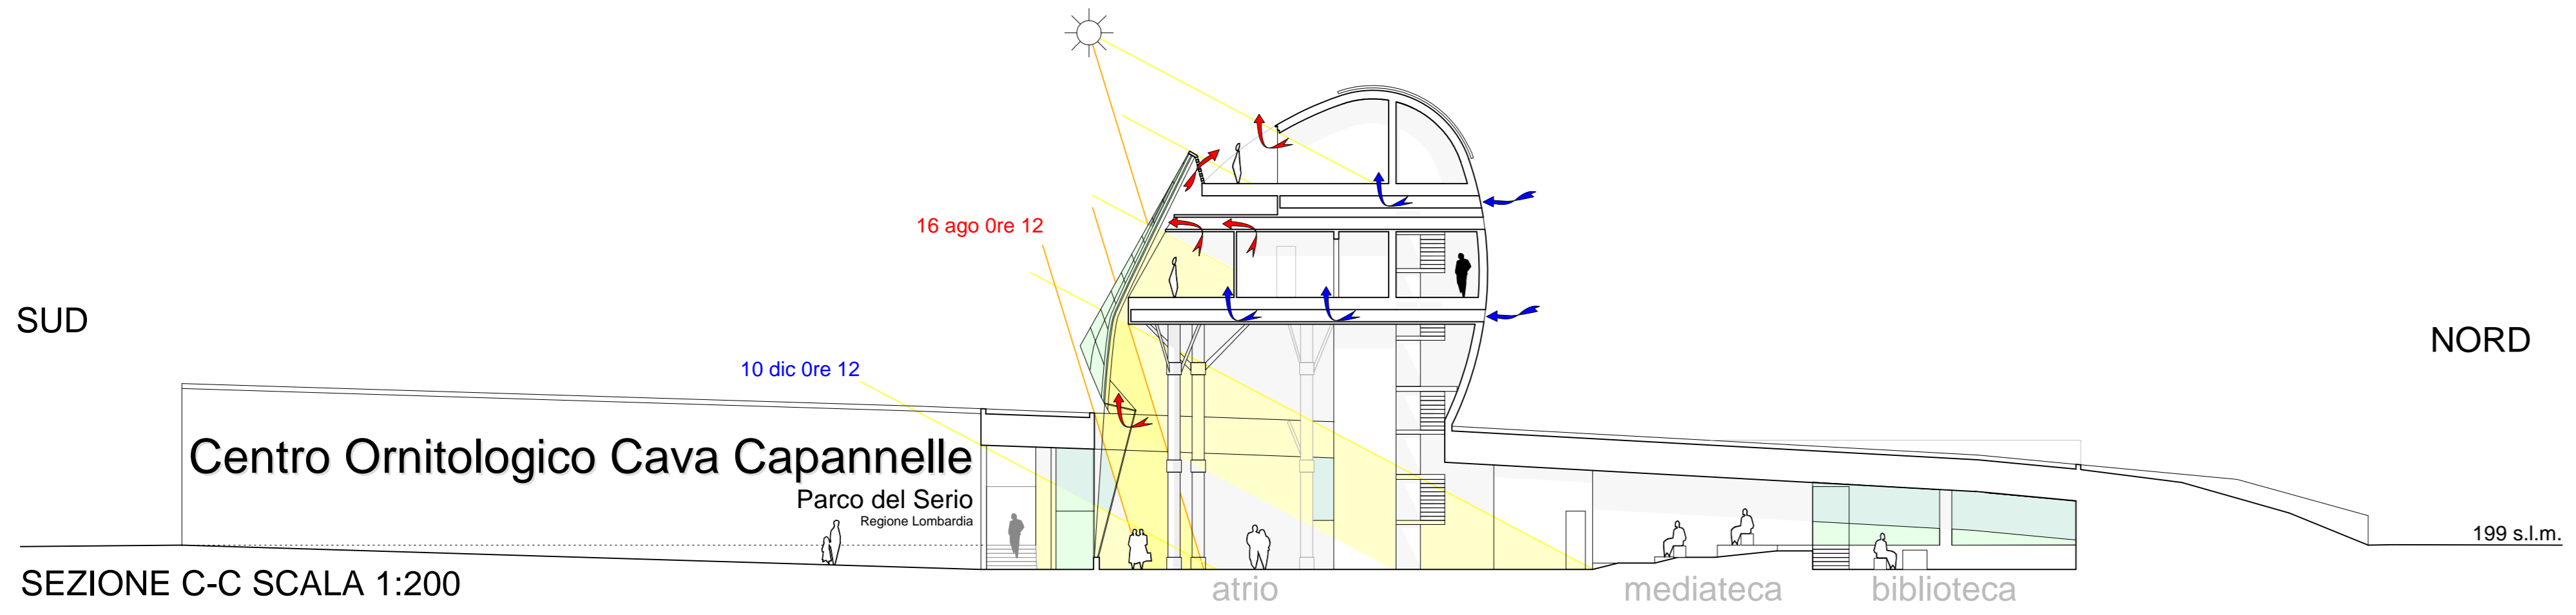 16 ago 0re 12
SUD
NORD
10 dic 0re 12
Centro Ornitologico Cava Capannelle
Parco del Serio
Regione Lombardia
199 s.l.m.
SEZIONE C-C SCALA 1:200
atrio
mediateca
biblioteca